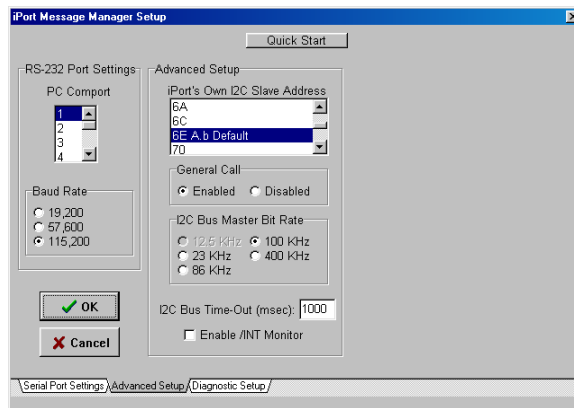 iPort Message Manager Setup
Quick Start
RS-232 Port Settings
PC Comport
1
2
3
4
Baud Rate
19,200
57,600
115,200
OK
Cancel
Advanced Setup
iPort's Own I2C Slave Address
6A
6C
6E A.b Default
70
General Call
Enabled Disabled
I2C Bus Master Bit Rate
12.5 KHz 100 KHz
23 KHz 400 KHz
86 KHz
I2C Bus Time-Out (msec): 1000
Enable /INT Monitor
Serial Port Settings Advanced Setup Diagnostic Setup